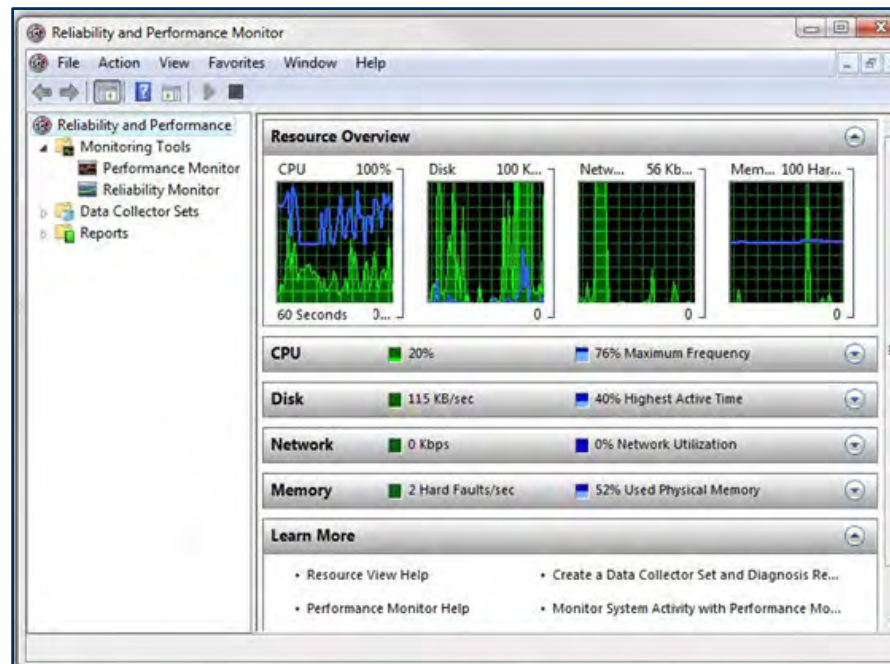 Reliability and Performance Monitor
File Action View Favorites Window Help
Reliability and Performance
Monitoring Tools
Performance Monitor
Reliability Monitor
Data Collector Sets
Reports
Resource Overview
CPU 100%
60 Seconds 0...
Disk 100 K...
0
Netw... 56 Kb...
0
Mem... 100 Har...
0
CPU 20% 76% Maximum Frequency
Disk 115 KB/sec 40% Highest Active Time
Network 0 Kbps 0% Network Utilization
Memory 2 Hard Faults/sec 52% Used Physical Memory
Learn More
• Resource View Help • Create a Data Collector Set and Diagnosis Re...
• Performance Monitor Help • Monitor System Activity with Performance Mo...